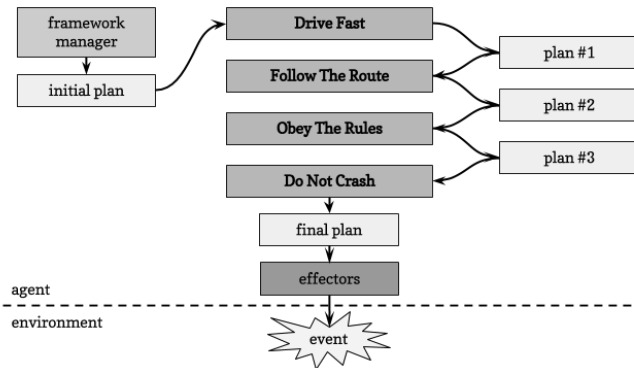 framework
manager
initial plan
Drive Fast
plan #1
Follow The Route
plan #2
Obey The Rules
plan #3
Do Not Crash
final plan
effectors
agent
environment
event